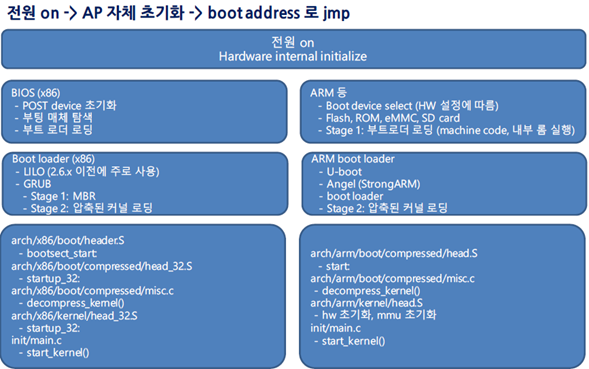 전원 on -> AP 자체 초기화 -> boot address 로 jmp
전원 on
Hardware internal initialize
BIOS (x86)
- POST device 초기화
- 부팅 매체 탐색
- 부트 로더 로딩
ARM 등
- Boot device select (HW 설정에 따름)
- Flash, ROM, eMMC, SD card
- Stage 1: 부트로더 로딩 (machine code, 내부 롬 실행)
Boot loader (x86)
- LILO (2.6.x 이전에 주로 사용)
- GRUB
- Stage 1: MBR
- Stage 2: 압축된 커널 로딩
ARM boot loader
- U-boot
- Angel (StrongARM)
- boot loader
- Stage 2: 압축된 커널 로딩
arch/x86/boot/header.S
- bootsect_start:
arch/x86/boot/compressed/head_32.S
- startup_32:
arch/x86/boot/compressed/misc.c
- decompress_kernel()
arch/x86/kernel/head_32.S
- startup_32:
init/main.c
- start_kernel()
arch/arm/boot/compressed/head.S
- start:
arch/arm/boot/compressed/misc.c
- decompress_kernel()
arch/arm/kernel/head.S
- hw 초기화, mmu 초기화
init/main.c
- start_kernel()